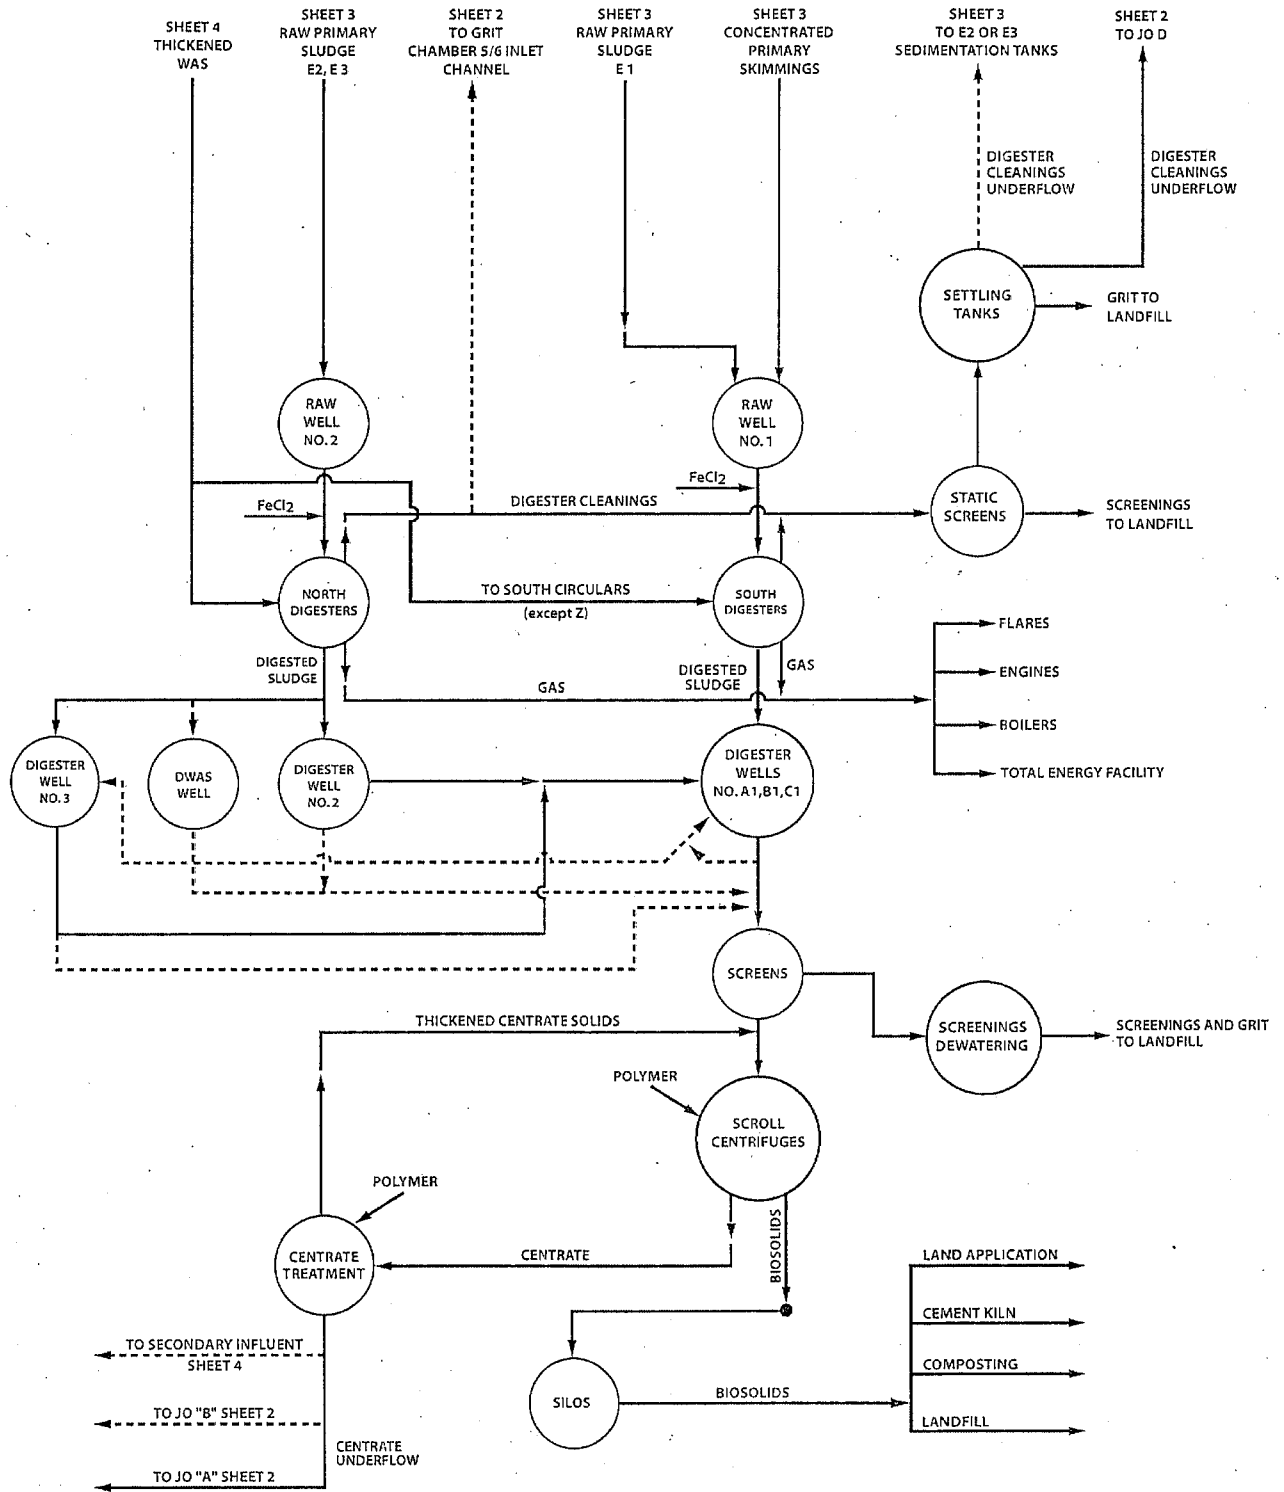 SHEET 4
THICKENED
WAS
SHEET 3
RAW PRIMARY
SLUDGE
E2, E 3
SHEET 2
TO GRIT
CHAMBER 5/6 INLET
CHANNEL
SHEET 3
RAW PRIMARY
SLUDGE
E 1
SHEET 3
CONCENTRATED
PRIMARY
SKIMMINGS
SHEET 3
TO E2 OR E3
SEDIMENTATION TANKS
SHEET 2
TO JO D
DIGESTER
CLEANINGS
UNDERFLOW
DIGESTER
CLEANINGS
UNDERFLOW
SETTLING
TANKS
GRIT TO
LANDFILL
RAW
WELL
NO. 2
RAW
WELL
NO. 1
FeCl2
FeCl2
DIGESTER CLEANINGS
STATIC
SCREENS
SCREENINGS
TO LANDFILL
NORTH
DIGESTERS
TO SOUTH CIRCULARS
(except Z)
SOUTH
DIGESTERS
FLARES
DIGESTED
SLUDGE
GAS
DIGESTED
SLUDGE
GAS
ENGINES
BOILERS
TOTAL ENERGY FACILITY
DIGESTER
WELL
NO. 3
DWAS
WELL
DIGESTER
WELL
NO. 2
DIGESTER
WELLS
NO. A1, B1, C1
SCREENS
THICKENED CENTRATE SOLIDS
SCREENINGS
DEWATERING
SCREENINGS AND GRIT
TO LANDFILL
POLYMER
SCROLL
CENTRIFUGES
POLYMER
CENTRATE
TREATMENT
CENTRATE
BIOSOLIDS
LAND APPLICATION
CEMENT KILN
COMPOSTING
LANDFILL
TO SECONDARY INFLUENT
SHEET 4
SILOS
BIOSOLIDS
TO JO "B" SHEET 2
CENTRATE
UNDERFLOW
TO JO "A" SHEET 2